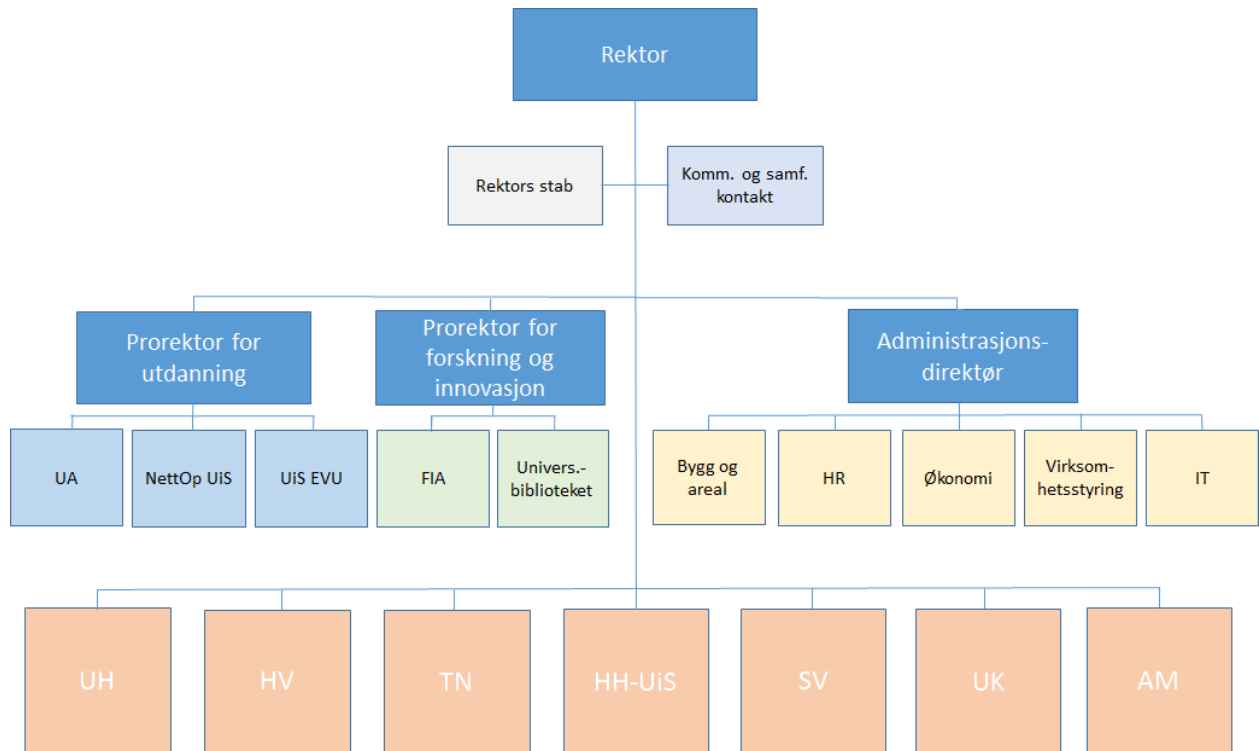 Rektor
Rektors stab
Komm. og samf.
kontakt
Prorektor for
utdanning
Prorektor for
forskning og
innovasjon
Administrasjons-
direktør
UA
NettOp UiS
UiS EVU
FIA
Univers.-
biblioteket
Bygg og
areal
HR
Økonomi
Virksom-
hetsstyring
IT
UH
HV
TN
HH-UiS
SV
UK
AM